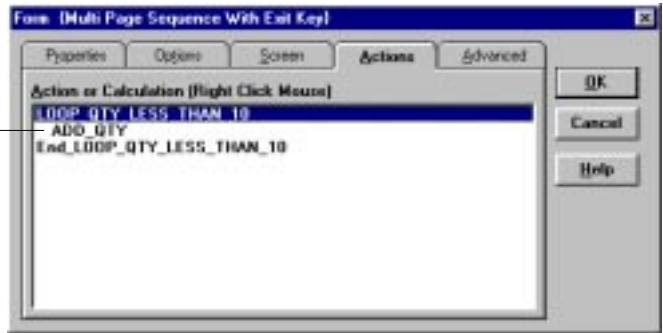 Form (Multi Page Sequence With Exit Key)
Properties Options Screen Actions Advanced
Action or Calculation (Right Click Mouse)
LOOP_QTY_LESS_THAN_10
ADD_QTY
End_LOOP_QTY_LESS_THAN_10
OK
Cancel
Help